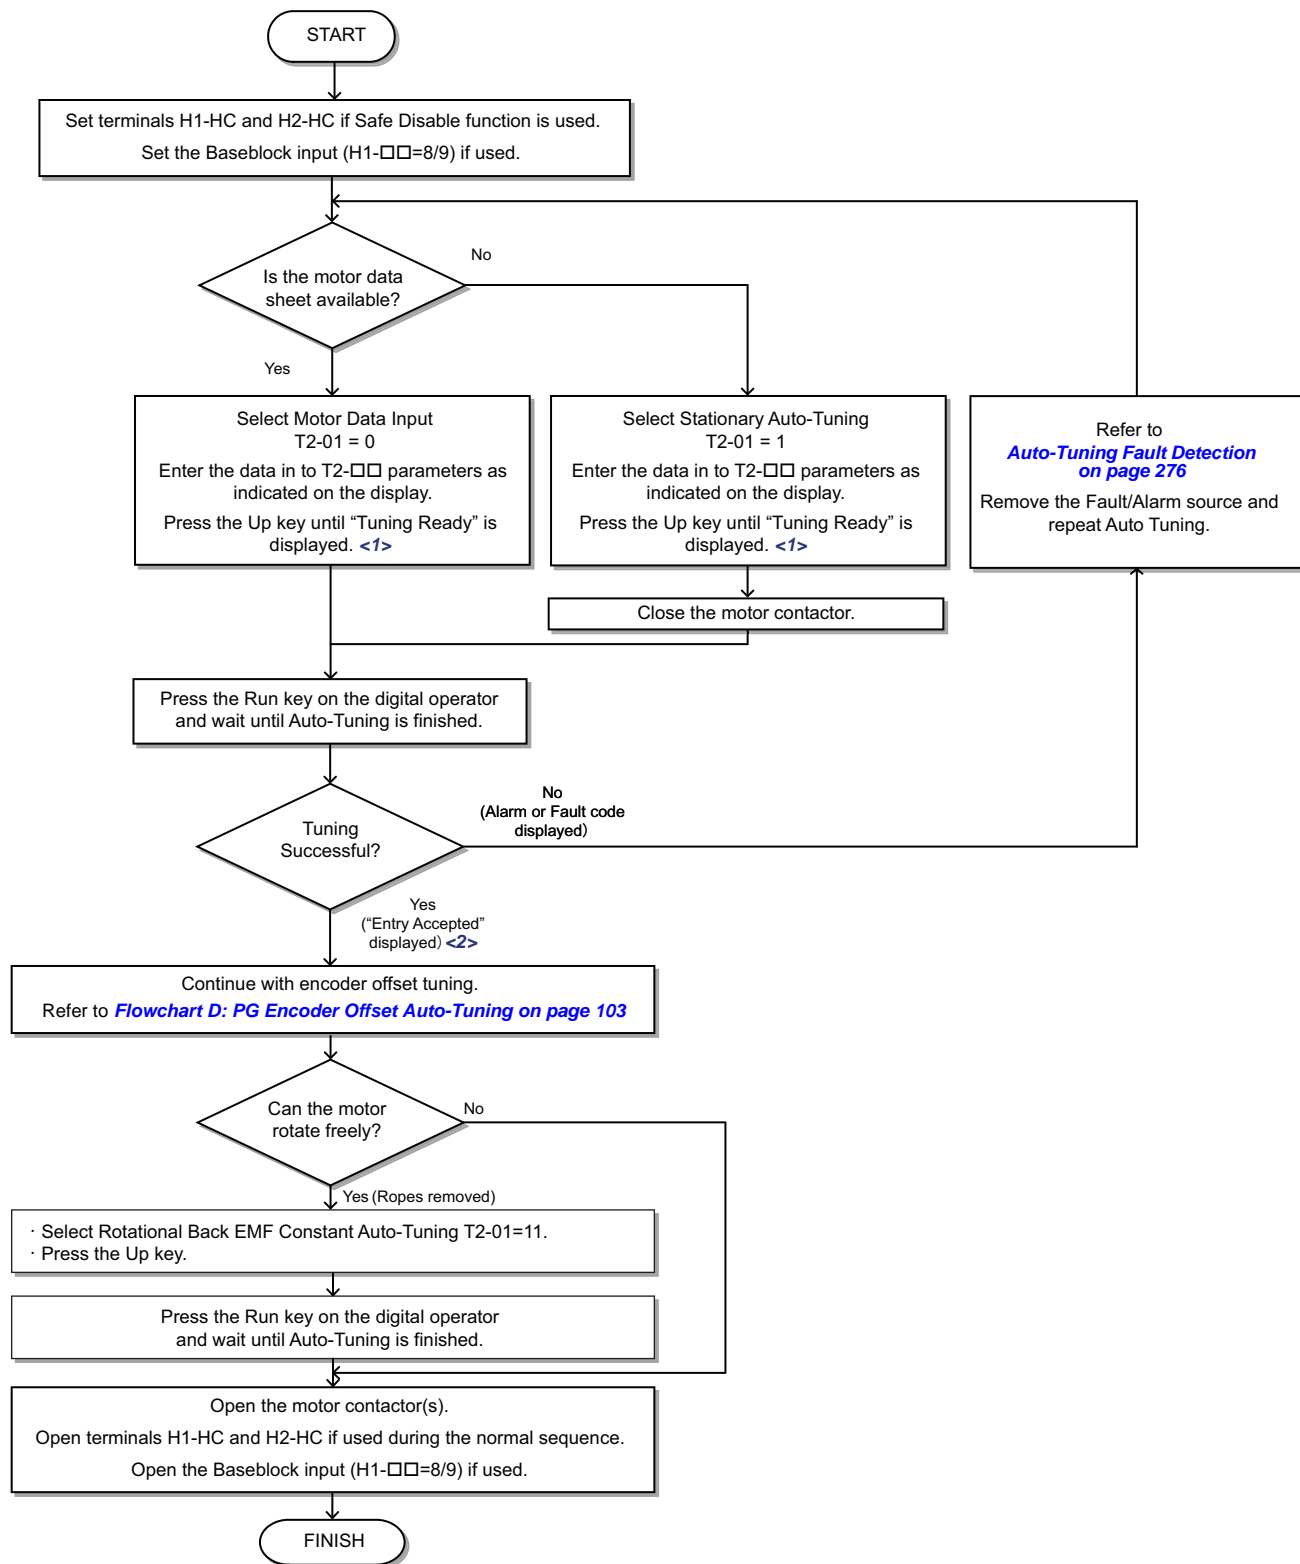 START
Set terminals H1-HC and H2-HC if Safe Disable function is used.
Set the Baseblock input (H1-□□=8/9) if used.
Is the motor data
sheet available?
No
Yes
Select Motor Data Input
T2-01 = 0
Enter the data in to T2-□□ parameters as
indicated on the display.
Press the Up key until “Tuning Ready” is
displayed. <1>
Select Stationary Auto-Tuning
T2-01 = 1
Enter the data in to T2-□□ parameters as
indicated on the display.
Press the Up key until “Tuning Ready” is
displayed. <1>
Refer to
Auto-Tuning Fault Detection
on page 276
Remove the Fault/Alarm source and
repeat Auto Tuning.
Close the motor contactor.
Press the Run key on the digital operator
and wait until Auto-Tuning is finished.
Tuning
Successful?
No
(Alarm or Fault code
displayed)
Yes
(“Entry Accepted”
displayed) <2>
Continue with encoder offset tuning.
Refer to Flowchart D: PG Encoder Offset Auto-Tuning on page 103
Can the motor
rotate freely?
No
Yes (Ropes removed)
· Select Rotational Back EMF Constant Auto-Tuning T2-01=11.
· Press the Up key.
Press the Run key on the digital operator
and wait until Auto-Tuning is finished.
Open the motor contactor(s).
Open terminals H1-HC and H2-HC if used during the normal sequence.
Open the Baseblock input (H1-□□=8/9) if used.
FINISH